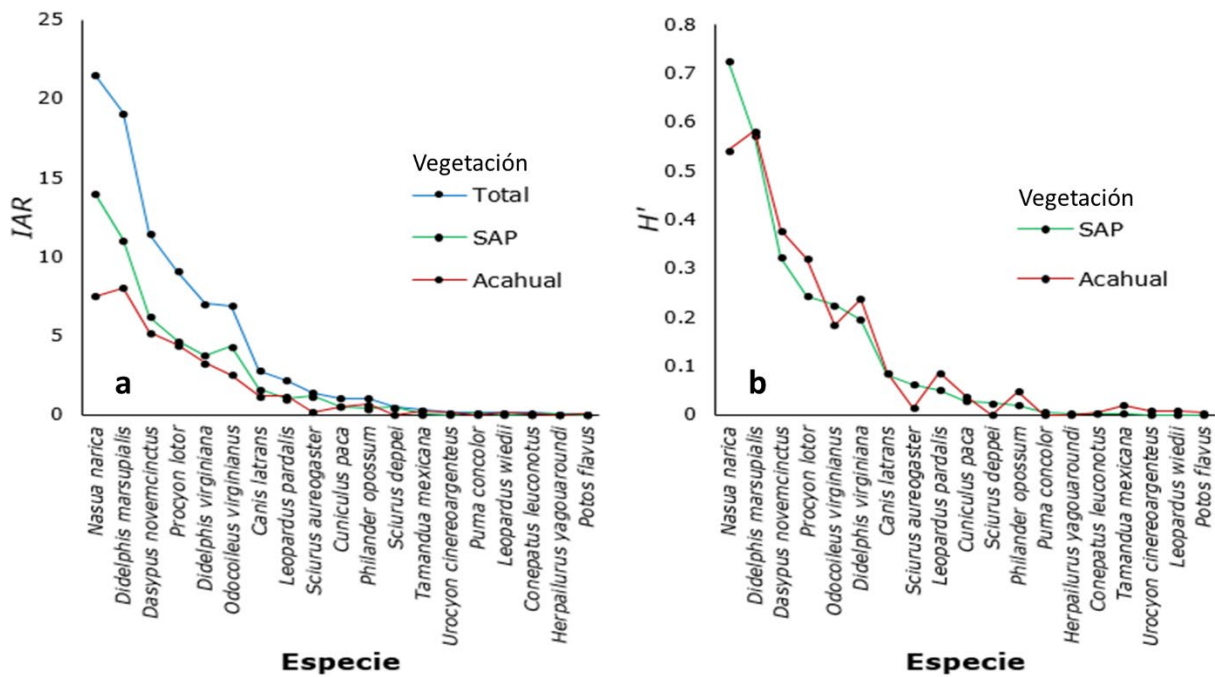 25
20
15
10
5
0
IAR
Vegetación
Total
SAP
Acahual
a
Nasua narica
Didelphis marsupialis
Dasypus novemcinctus
Procyon lotor
Didelphis virginiana
Odocoileus virginianus
Canis latrans
Leopardus pardalis
Sciurus aureogaster
Cuniculus paca
Philander opossum
Sciurus deppei
Tamandua mexicana
Urocyon cinereoargenteus
Puma concolor
Leopardus wiedii
Conepatus leuconotus
Herpailurus yagouaroundi
Potos flavus
Especie
0.8
0.7
0.6
0.5
0.4
0.3
0.2
0.1
0
H'
Vegetación
SAP
Acahual
b
Nasua narica
Didelphis marsupialis
Dasypus novemcinctus
Procyon lotor
Odocoileus virginianus
Didelphis virginiana
Canis latrans
Sciurus aureogaster
Leopardus pardalis
Cuniculus paca
Sciurus deppei
Philander opossum
Puma concolor
Herpailurus yagouaroundi
Conepatus leuconotus
Tamandua mexicana
Urocyon cinereoargenteus
Leopardus wiedii
Potos flavus
Especie